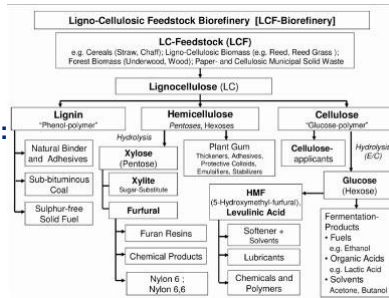 Ligno-Cellulosic Feedstock Biorefinery [LCF-Biorefinery]
LC-Feedstock (LCF)
e.g. Cereals (Straw, Chaff); Ligno-Cellulosic Biomass (e.g. Reed, Reed Grass);
Forest Biomass (Underwood, Wood); Paper- and Cellulosic Municipal Solid Waste
Lignocellulose (LC)
:
Lignin
"Phenol-polymer"
Natural Binder
and Adhesives
Sub-bituminous
Coal
Sulphur-free
Solid Fuel
Hemicellulose
Pentoses, Hexoses
Hydrolysis
Xylose
(Pentose)
Xylite
Sugar-Substitute
Furfural
Furan Resins
Chemical Products
Nylon 6 ;
Nylon 6,6
Plant Gum
Thickeners, Adhesives,
Protective Colloids,
Emulsifiers, Stabilizers
HMF
(5-Hydroxymethyl-furfural),
Levulinic Acid
Softener +
Solvents
Lubricants
Chemicals and
Polymers
Cellulose
"Glucose-polymer"
Cellulose-
applicants
Hydrolysis
(E/C)
Glucose
(Hexose)
Fermentation-
Products
• Fuels
e.g. Ethanol
• Organic Acids
e.g. Lactic Acid
• Solvents
Acetone, Butanol